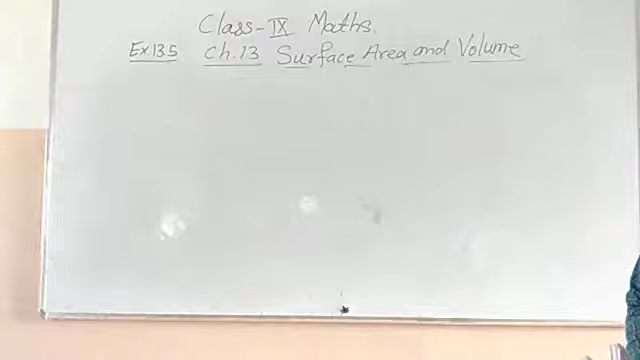 Class-IX Maths.
Ex.13.5 Ch.13 Surface Area and Volume